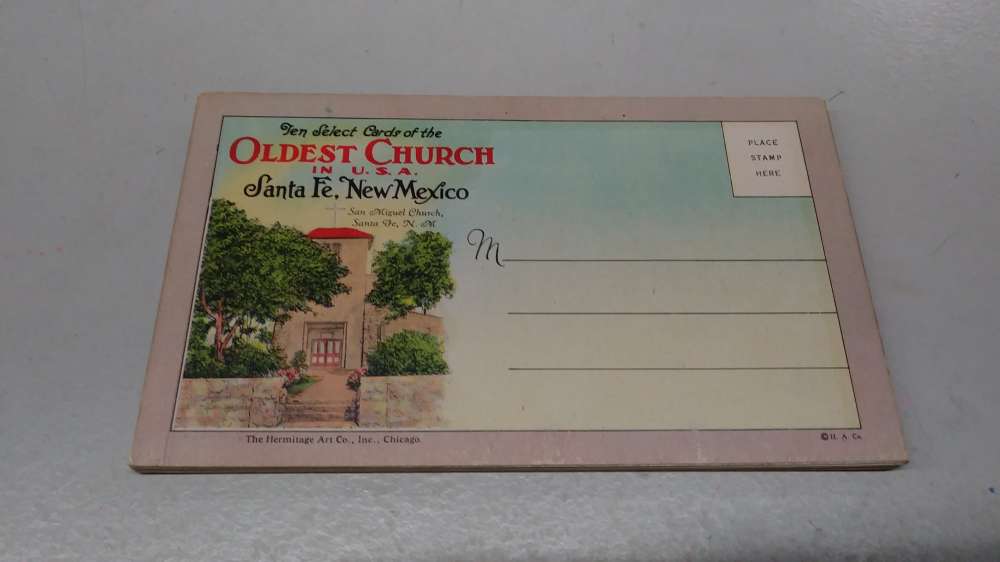 Ten Select Cards of the
OLDEST CHURCH
IN U.S.A.
Santa Fe, New Mexico
San Miguel Church,
Santa Fe, N. M
PLACE
STAMP
HERE
M
The Hermitage Art Co., Inc., Chicago
© H. A. Co.